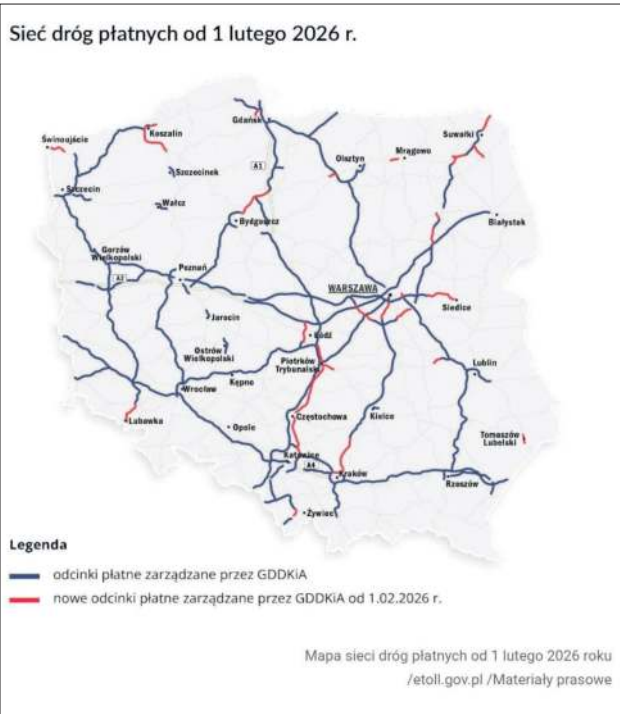 Sieć dróg płatnych od 1 lutego 2026 r.
Gdańsk
Koszalin
Świnoujście
Suwałki
Olsztyn
Mrągowo
A1
Szczecinek
Szczecin
Wałcz
Bydgoszcz
Białystok
Gorzów
Wielkopolski
Poznań
A2
WARSZAWA
Siedlce
Jarocin
Łódź
Ostrów
Wielkopolski
Piotrków
Trybunalski
Lublin
Kępno
Wrocław
Lubawka
Opole
Częstochowa
Kielce
Tomaszów
Lubelski
Katowice
A4
Kraków
Rzeszów
Żywiec
Legenda
odcinki płatne zarządzane przez GDDKiA
nowe odcinki płatne zarządzane przez GDDKiA od 1.02.2026 r.
Mapa sieci dróg płatnych od 1 lutego 2026 roku
/etoll.gov.pl /Materiały prasowe